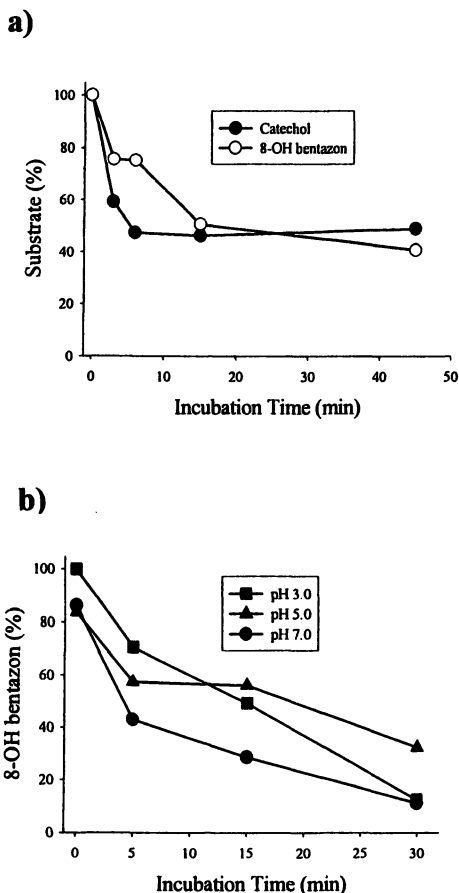 a)
100
80
60
40
20
0
Substrate (%)
Catechol
8-OH bentazon
0 10 20 30 40 50
Incubation Time (min)
b)
100
80
60
40
20
0
8-OH bentazon (%)
pH 3.0
pH 5.0
pH 7.0
0 5 10 15 20 25 30
Incubation Time (min)